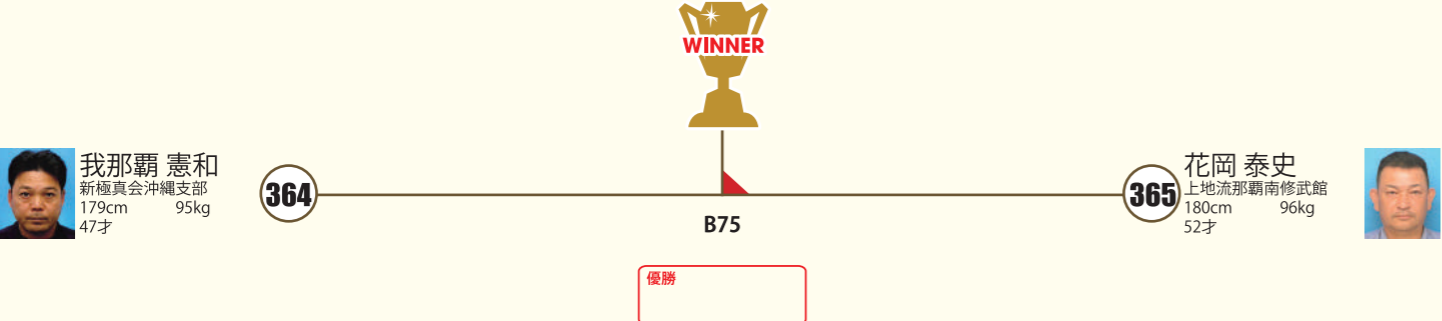 WINNER
我那覇 憲和
新極真会沖縄支部
179cm 95kg
47才
364
B75
365
花岡 泰史
上地流那覇南修武館
180cm 96kg
52才
優勝